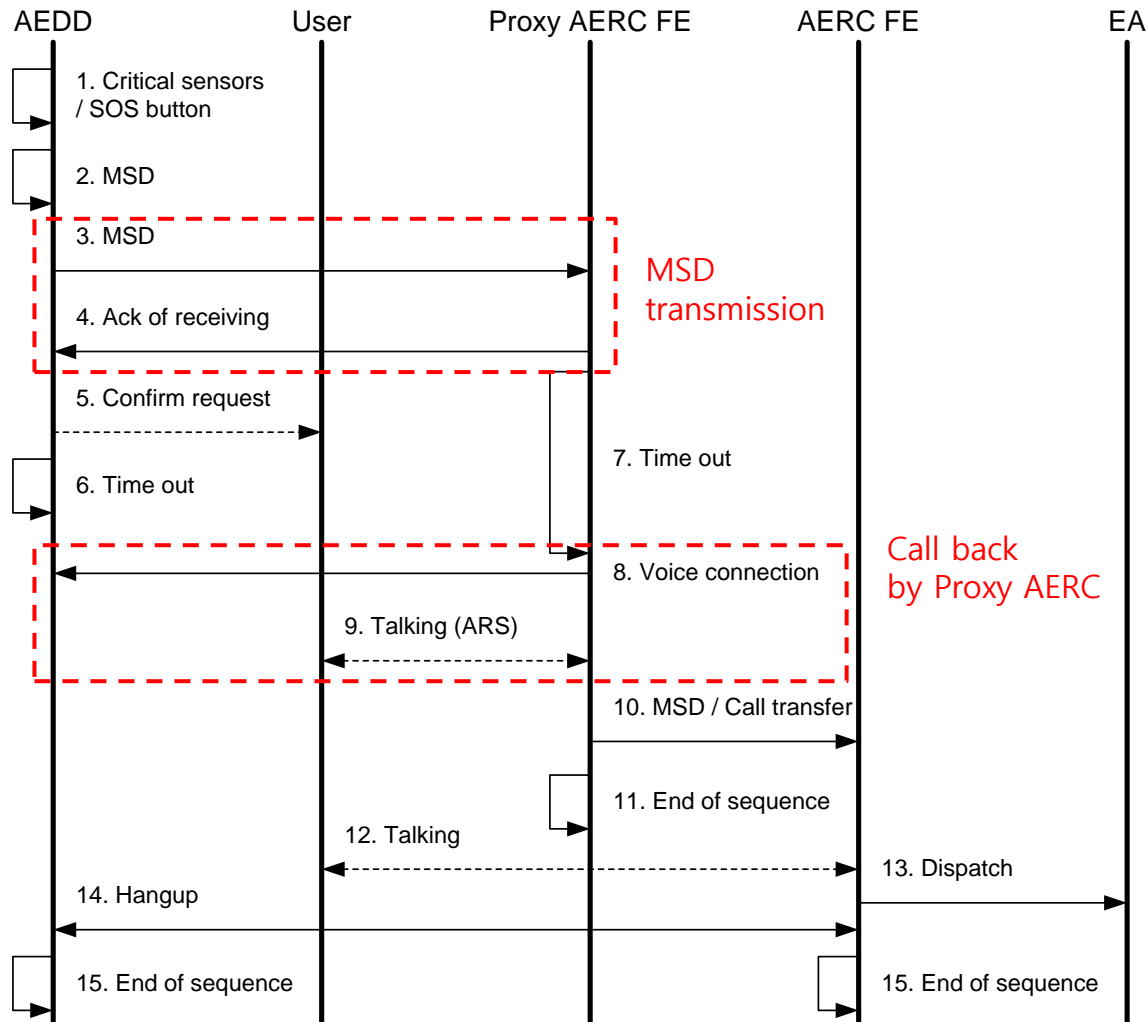 AEDD
User
Proxy AERC FE
AERC FE
EA
1. Critical sensors
/ SOS button
2. MSD
3. MSD
MSD
transmission
4. Ack of receiving
5. Confirm request
7. Time out
6. Time out
Call back
by Proxy AERC
8. Voice connection
9. Talking (ARS)
10. MSD / Call transfer
11. End of sequence
12. Talking
13. Dispatch
14. Hangup
15. End of sequence
15. End of sequence